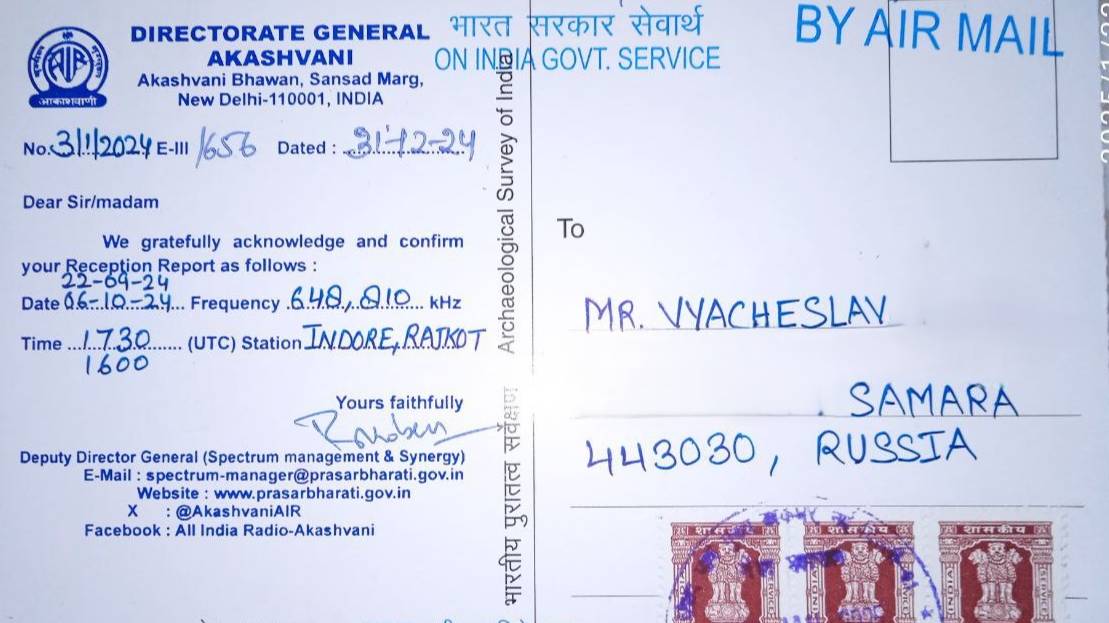 DIRECTORATE GENERAL
AKASHVANI
Akashvani Bhawan, Sansad Marg,
New Delhi-110001, INDIA
आकाशवाणी
No. 31/1/2024 E-III /656 Dated : 31-12-24
Dear Sir/madam
We gratefully acknowledge and confirm
your Reception Report as follows :
22-09-24
Date 06-10-24 Frequency 648, 810 kHz
Time 1730 (UTC) Station INDORE, RAJKOT
1600
Yours faithfully
Deputy Director General (Spectrum management & Synergy)
E-Mail : spectrum-manager@prasarbharati.gov.in
Website : www.prasarbharati.gov.in
X : @AkashvaniAIR
Facebook : All India Radio-Akashvani
भारतीय पुरातत्व सर्वेक्षण Archaeological Survey of India
भारत सरकार सेवार्थ
ON INDIA GOVT. SERVICE
BY AIR MAIL
To
MR. VYACHESLAV
SAMARA
443030, RUSSIA
शासकीय
शासकीय
शासकीय